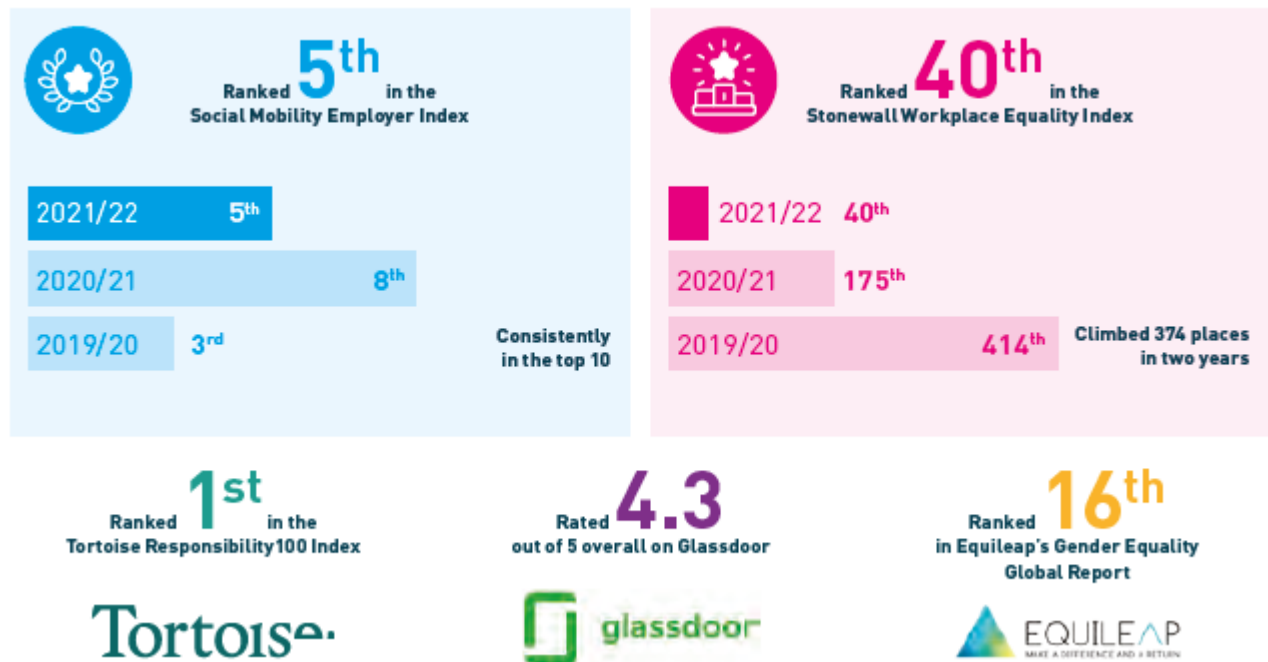 Ranked 5th in the
Social Mobility Employer Index
2021/22 5th
2020/21 8th
2019/20 3rd
Consistently
in the top 10
Ranked 40th in the
Stonewall Workplace Equality Index
2021/22 40th
2020/21 175th
2019/20 414th
Climbed 374 places
in two years
Ranked 1st in the
Tortoise Responsibility100 Index
Tortoise
Rated 4.3
out of 5 overall on Glassdoor
glassdoor
Ranked 16th
in Equileap's Gender Equality
Global Report
EQUILEAP
MAKE A DIFFERENCE AND A RETURN